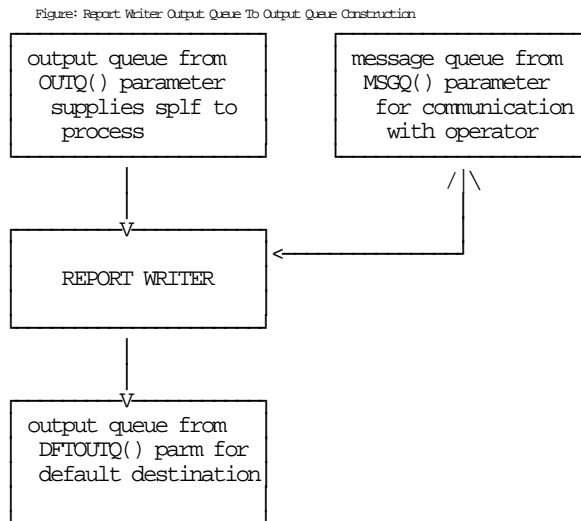 Figure: Report Writer Output Queue To Output Queue Construction
output queue from
OUTQ() parameter
supplies splf to
process
message queue from
MSGQ() parameter
for communication
with operator
REPORT WRITER
output queue from
DFTOUTQ() parm for
default destination